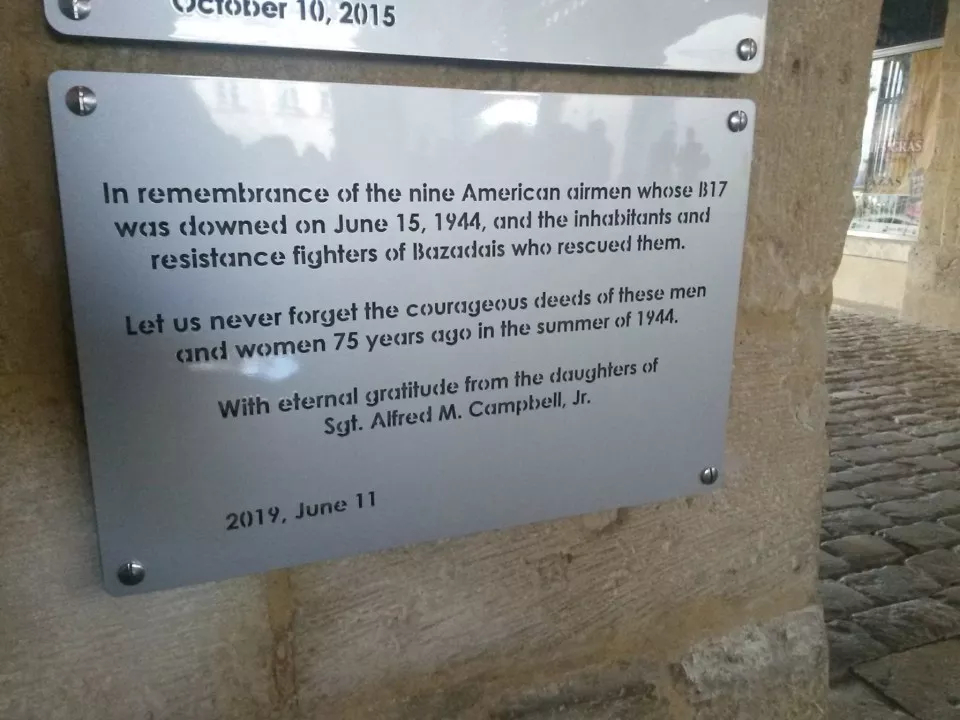 October 10, 2015
In remembrance of the nine American airmen whose B17
was downed on June 15, 1944, and the inhabitants and
resistance fighters of Bazadais who rescued them.
Let us never forget the courageous deeds of these men
and women 75 years ago in the summer of 1944.
With eternal gratitude from the daughters of
Sgt. Alfred M. Campbell, Jr.
2019, June 11